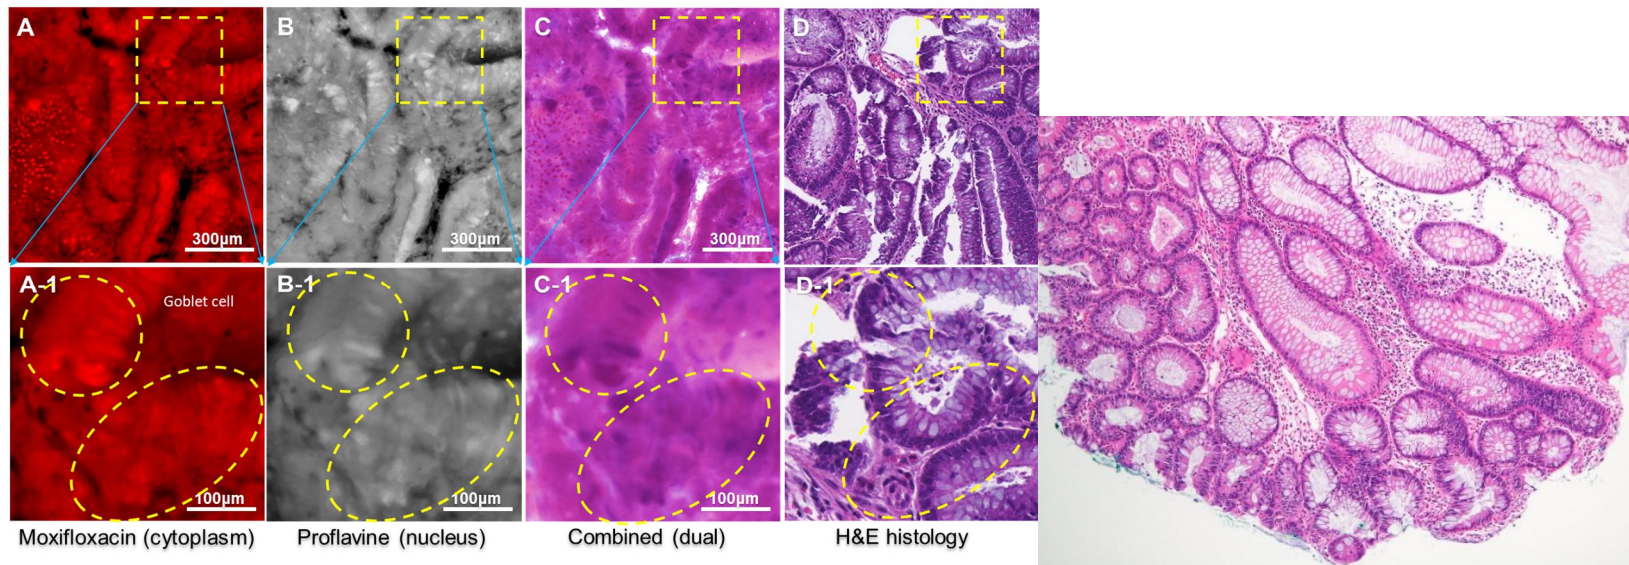 A
B
C
D
300µm
300µm
300µm
A-1
B-1
C-1
D-1
Goblet cell
100µm
100µm
100µm
Moxifloxacin (cytoplasm)
Proflavine (nucleus)
Combined (dual)
H&E histology